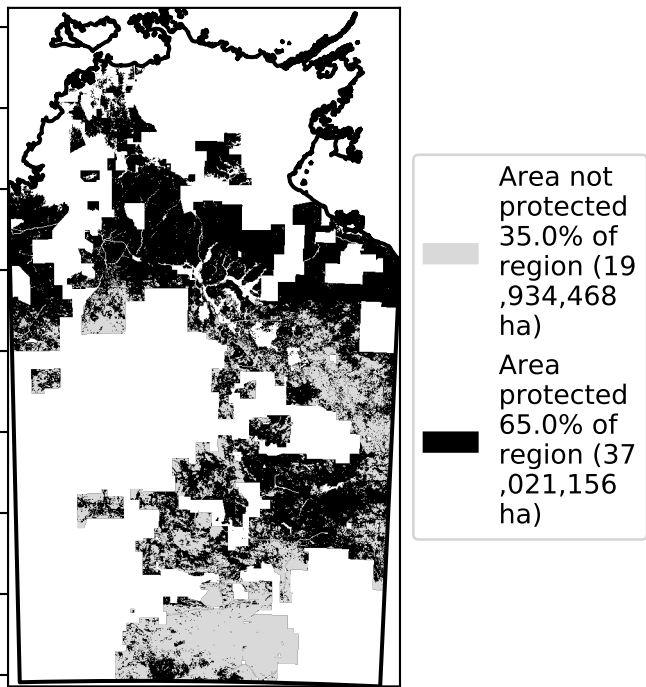 Area not
protected
35.0% of
region (19
,934,468
ha)
Area
protected
65.0% of
region (37
,021,156
ha)